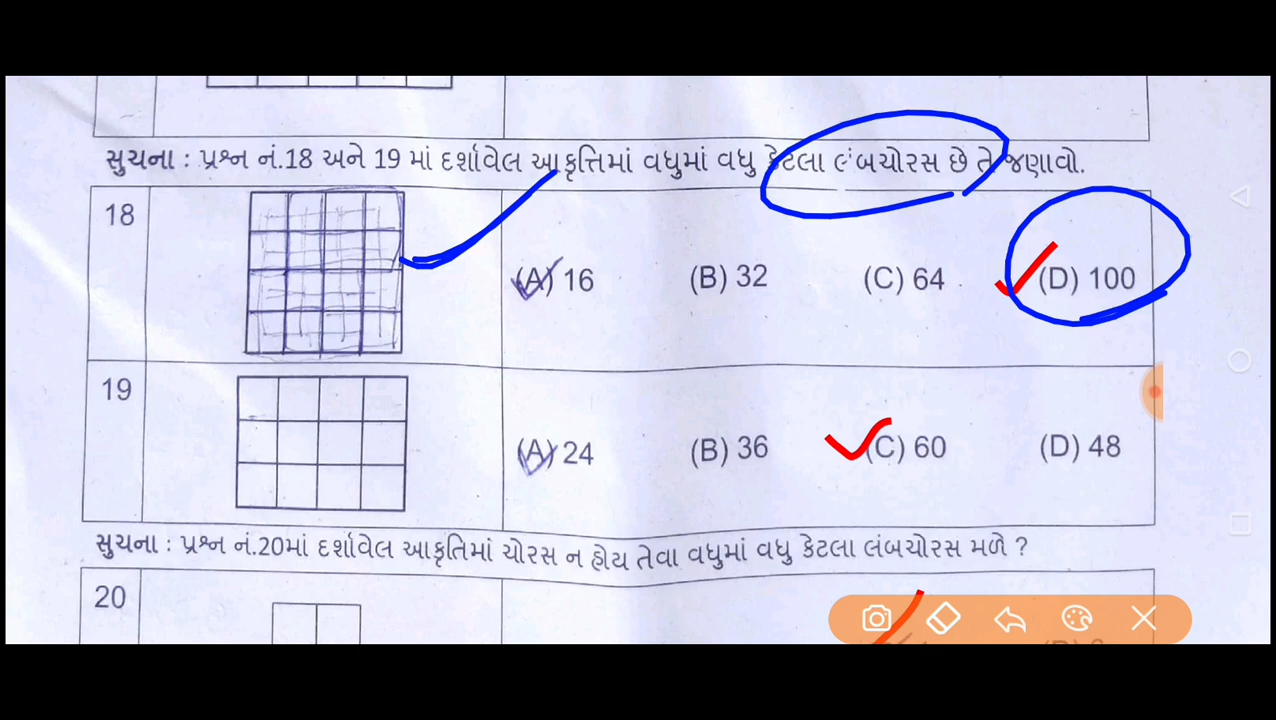 સુચના : પ્રશ્ન નં.18 અને 19 માં દર્શાવેલ આકૃત્તિમાં વધુમાં વધુ કેટલા લંબચોરસ છે તે જણાવો.
18 (A) 16 (B) 32 (C) 64 (D) 100
19 (A) 24 (B) 36 (C) 60 (D) 48
સુચના : પ્રશ્ન નં.20માં દર્શાવેલ આકૃતિમાં ચોરસ ન હોય તેવા વધુમાં વધુ કેટલા લંબચોરસ મળે ?
20